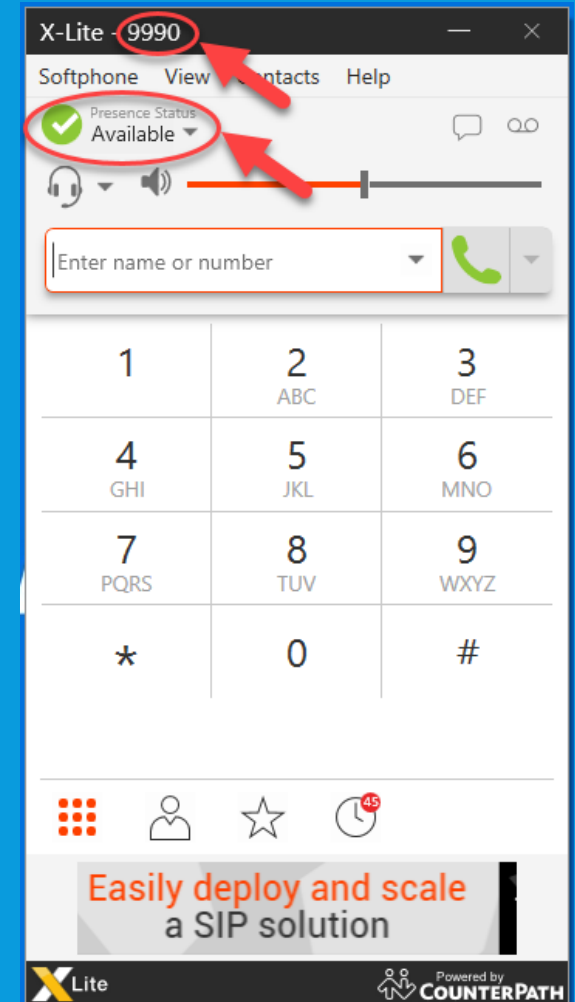 X-Lite - 9990
Softphone View Contacts Help
Presence Status
Available
Enter name or number
1 2 3
ABC DEF
4 5 6
GHI JKL MNO
7 8 9
PQRS TUV WXYZ
* 0 #
45
Easily deploy and scale
a SIP solution
X Lite
Powered by
COUNTERPATH